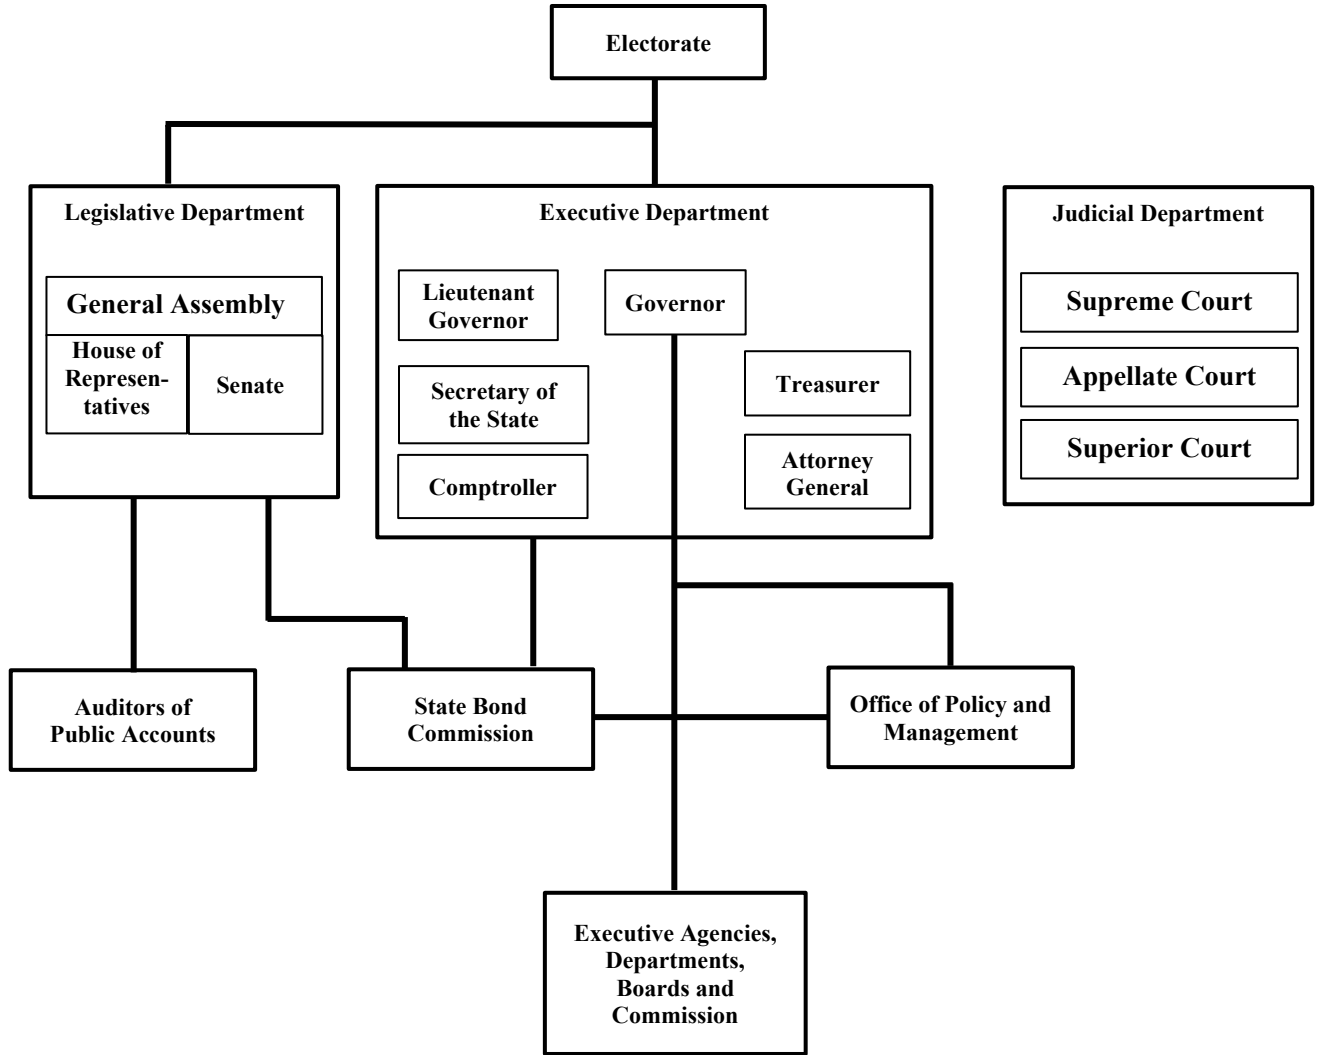 Electorate
Legislative Department
General Assembly
House of
Represen-
tatives
Senate
Executive Department
Lieutenant
Governor
Governor
Secretary of
the State
Treasurer
Comptroller
Attorney
General
Judicial Department
Supreme Court
Appellate Court
Superior Court
Auditors of
Public Accounts
State Bond
Commission
Office of Policy and
Management
Executive Agencies,
Departments,
Boards and
Commission